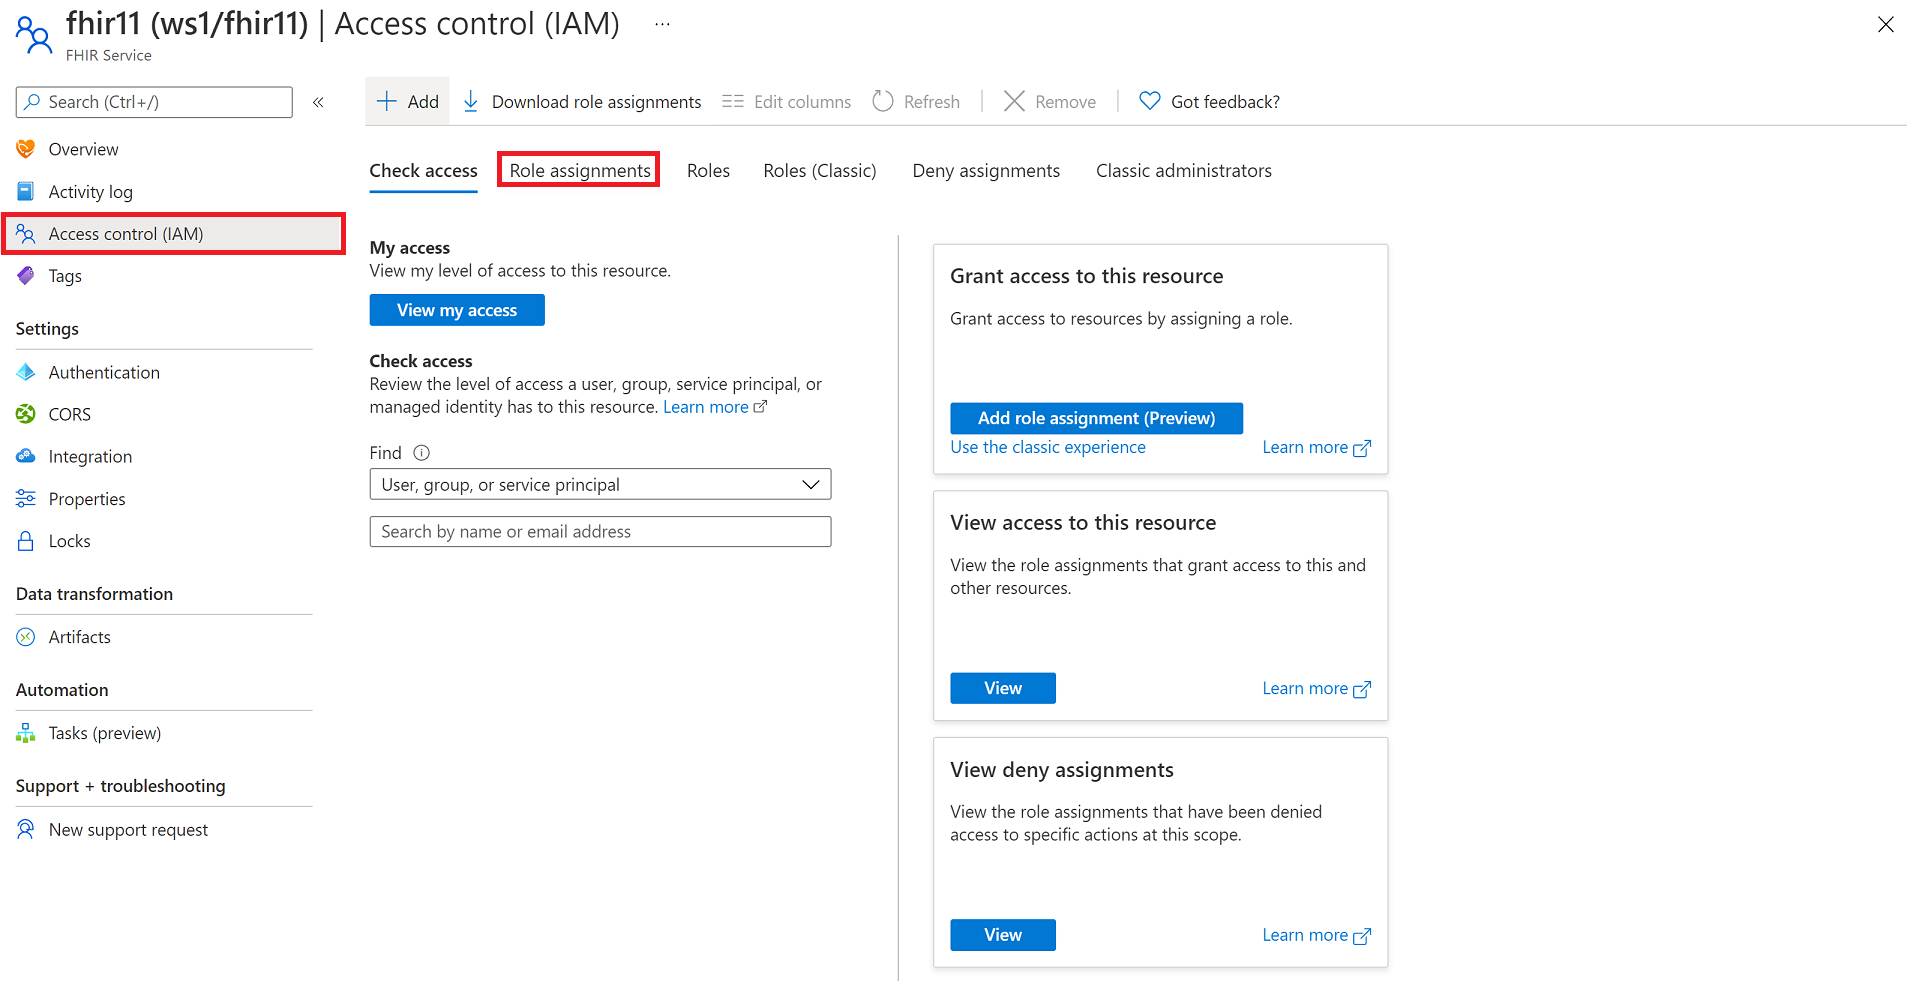 fhir11 (ws1/fhir11) | Access control (IAM) ...
FHIR Service
Search (Ctrl+/)
«
Overview
Activity log
Access control (IAM)
Tags
Settings
Authentication
CORS
Integration
Properties
Locks
Data transformation
Artifacts
Automation
Tasks (preview)
Support + troubleshooting
New support request
Add
Download role assignments
Edit columns
Refresh
Remove
Got feedback?
Check access
Role assignments
Roles
Roles (Classic)
Deny assignments
Classic administrators
My access
View my level of access to this resource.
View my access
Check access
Review the level of access a user, group, service principal, or
managed identity has to this resource. Learn more
Find
User, group, or service principal
Search by name or email address
Grant access to this resource
Grant access to resources by assigning a role.
Add role assignment (Preview)
Use the classic experience
Learn more
View access to this resource
View the role assignments that grant access to this and
other resources.
View
Learn more
View deny assignments
View the role assignments that have been denied
access to specific actions at this scope.
View
Learn more